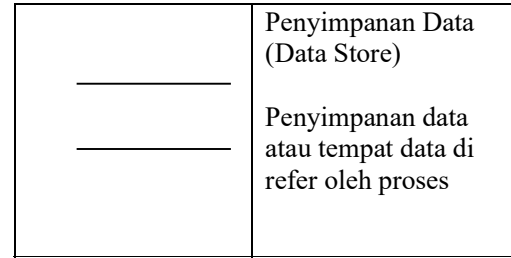 Penyimpanan Data
(Data Store)
Penyimpanan data
atau tempat data di
refer oleh proses